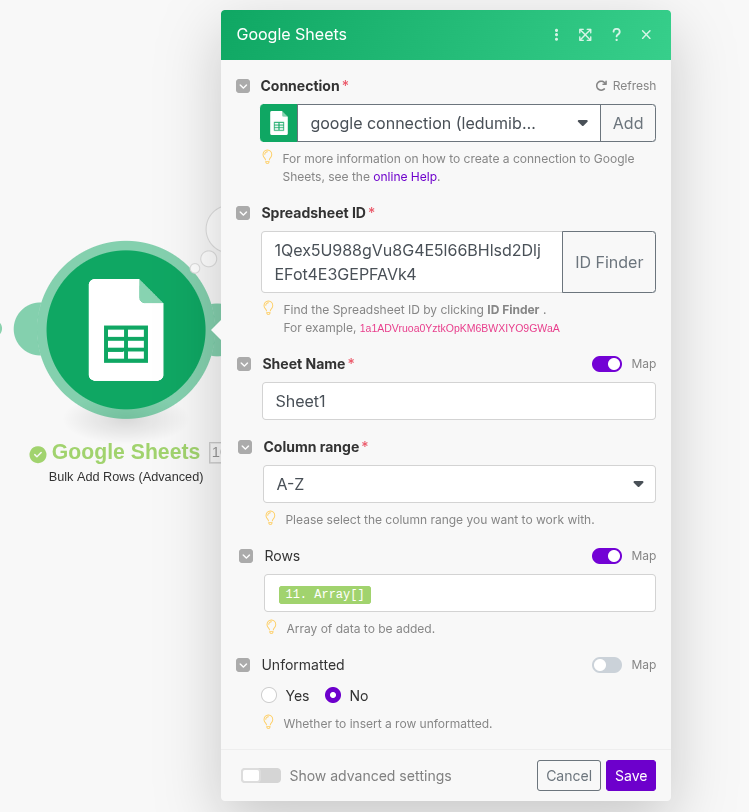 Google Sheets
Connection *
Refresh
google connection (ledumib...
Add
For more information on how to create a connection to Google
Sheets, see the online Help.
Spreadsheet ID *
1Qex5U988gVu8G4E5l66BHlsd2Dlj
EFot4E3GEPFAVk4
ID Finder
Find the Spreadsheet ID by clicking ID Finder .
For example, 1a1ADVruoa0YztkOpKM6BWXIYO9GWaA
Sheet Name *
Map
Sheet1
Google Sheets
Bulk Add Rows (Advanced)
Column range *
A-Z
Please select the column range you want to work with.
Rows
Map
11. Array[]
Array of data to be added.
Unformatted
Map
Yes
No
Whether to insert a row unformatted.
Show advanced settings
Cancel
Save